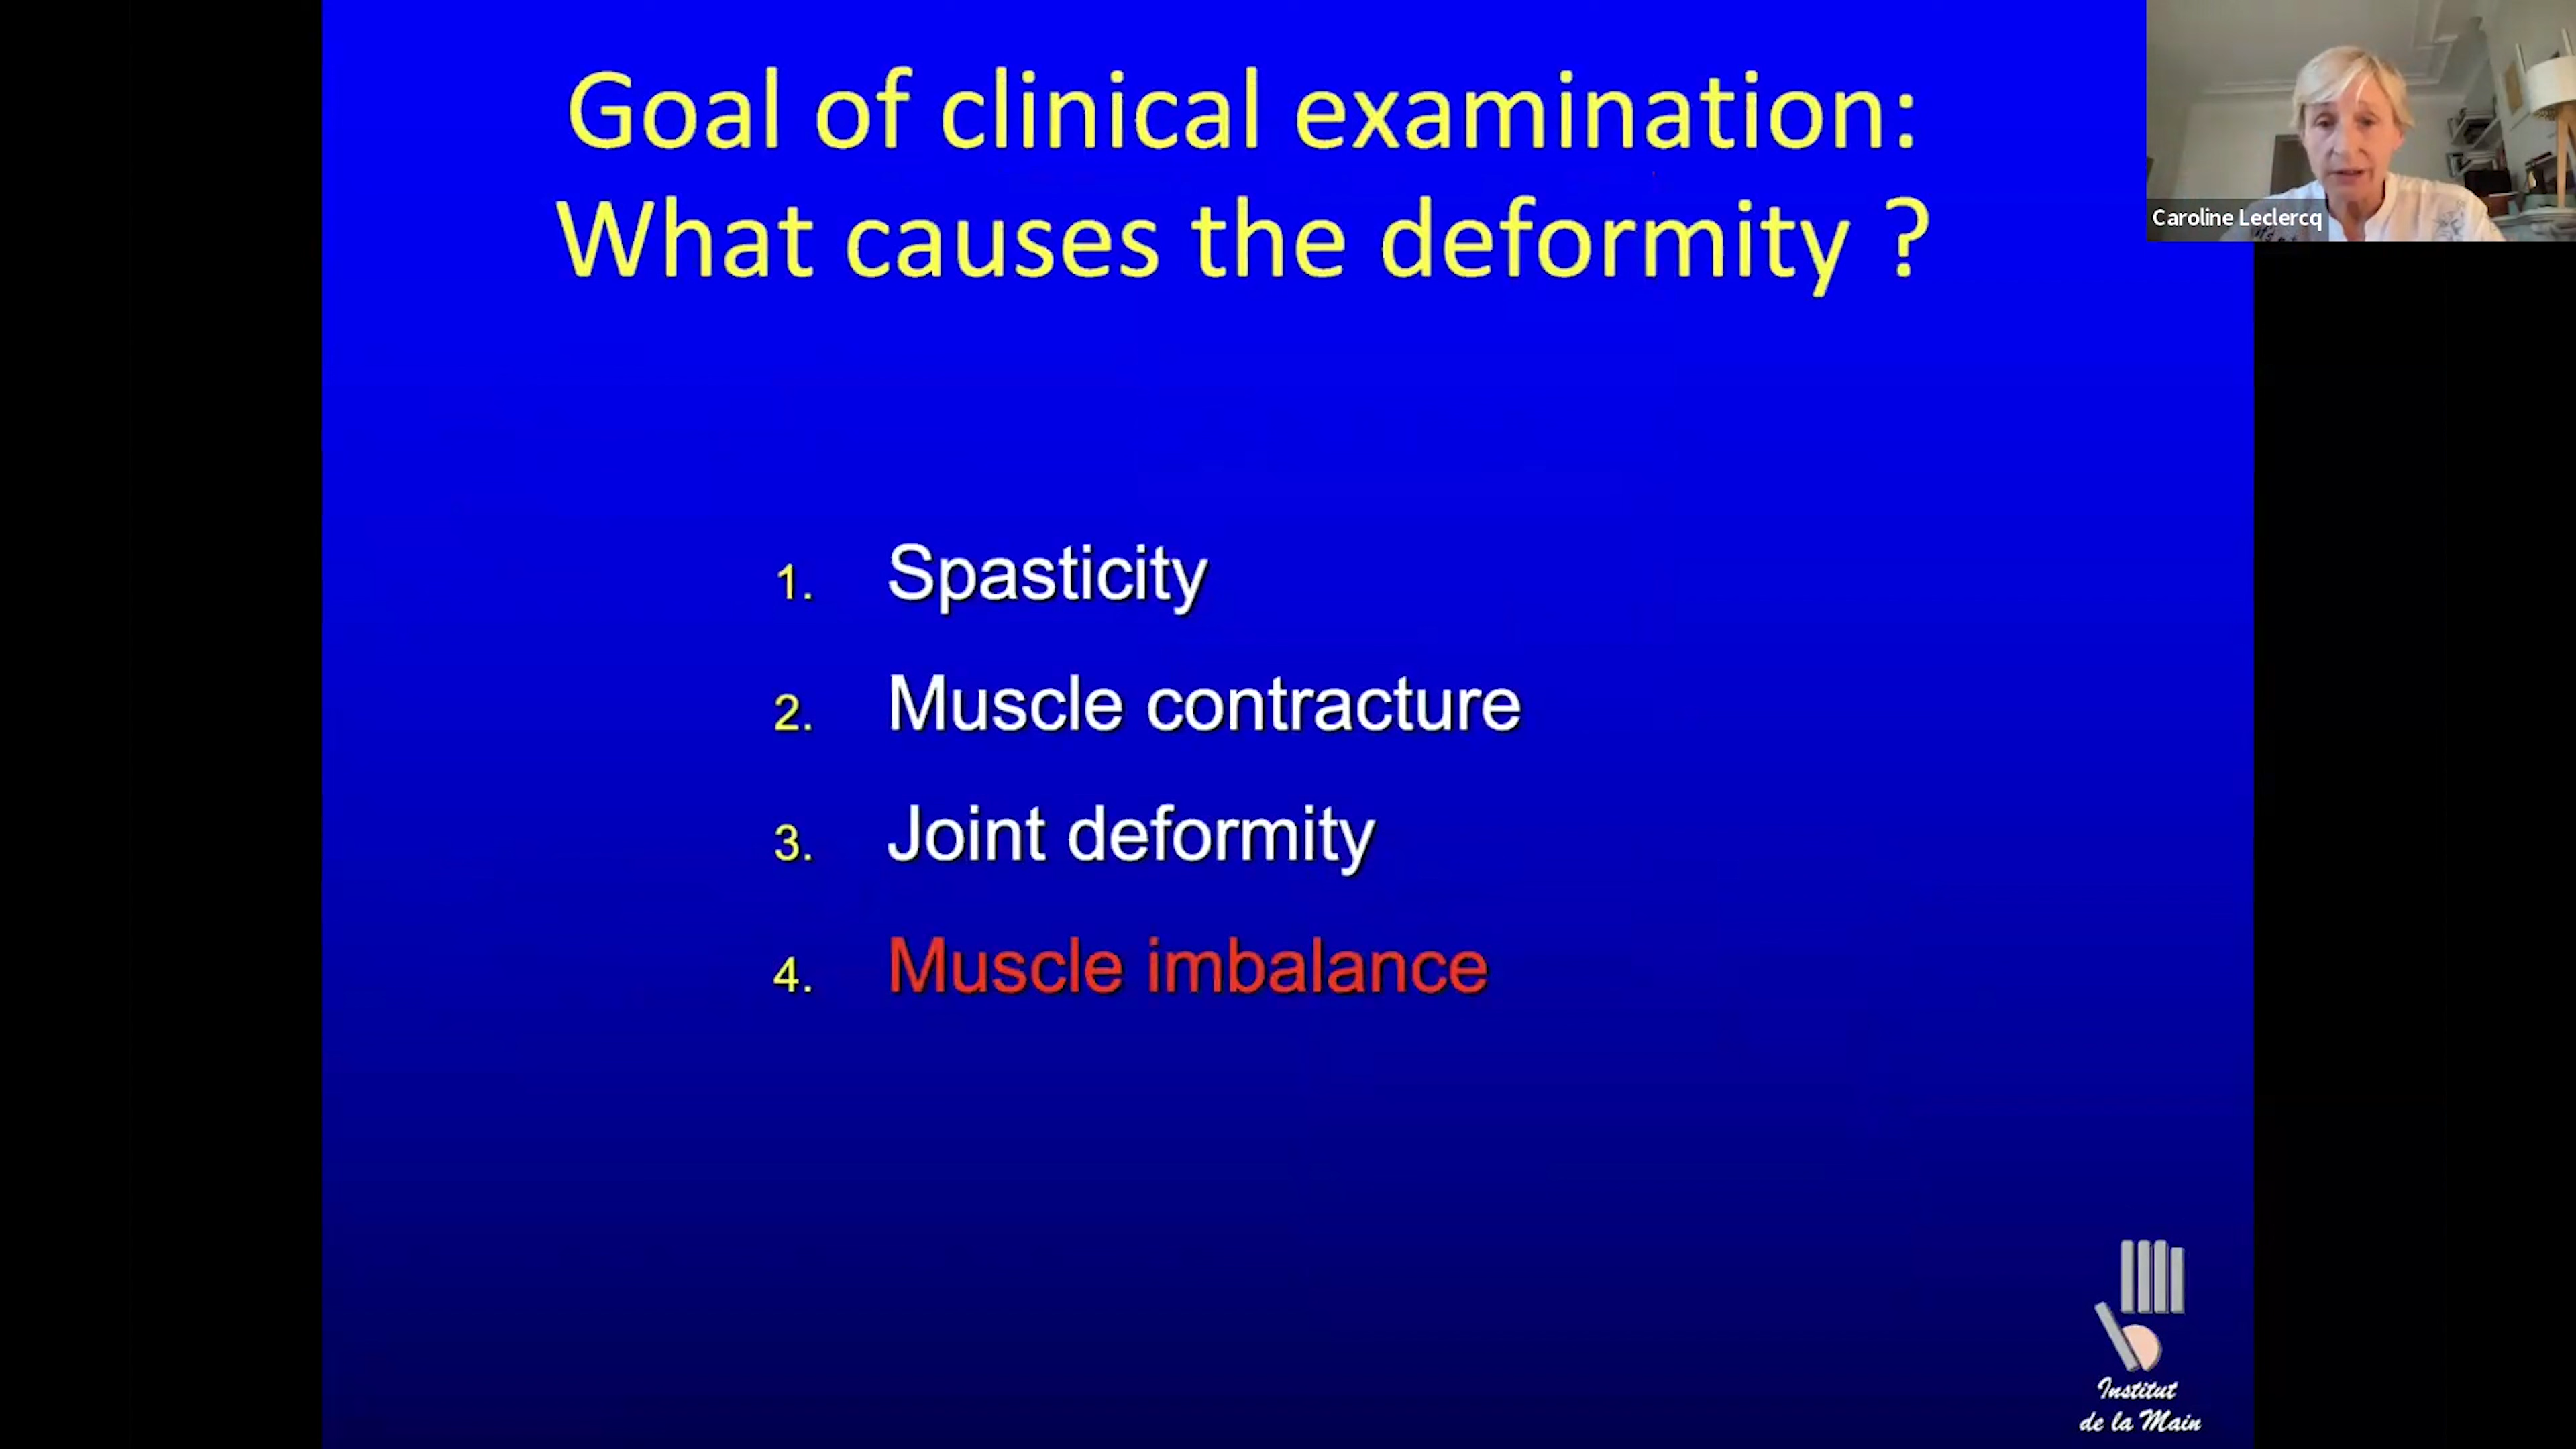 Goal of clinical examination:
What causes the deformity ?
Caroline Leclercq
1. Spasticity
2. Muscle contracture
3. Joint deformity
4. Muscle imbalance
Institut
de la Main